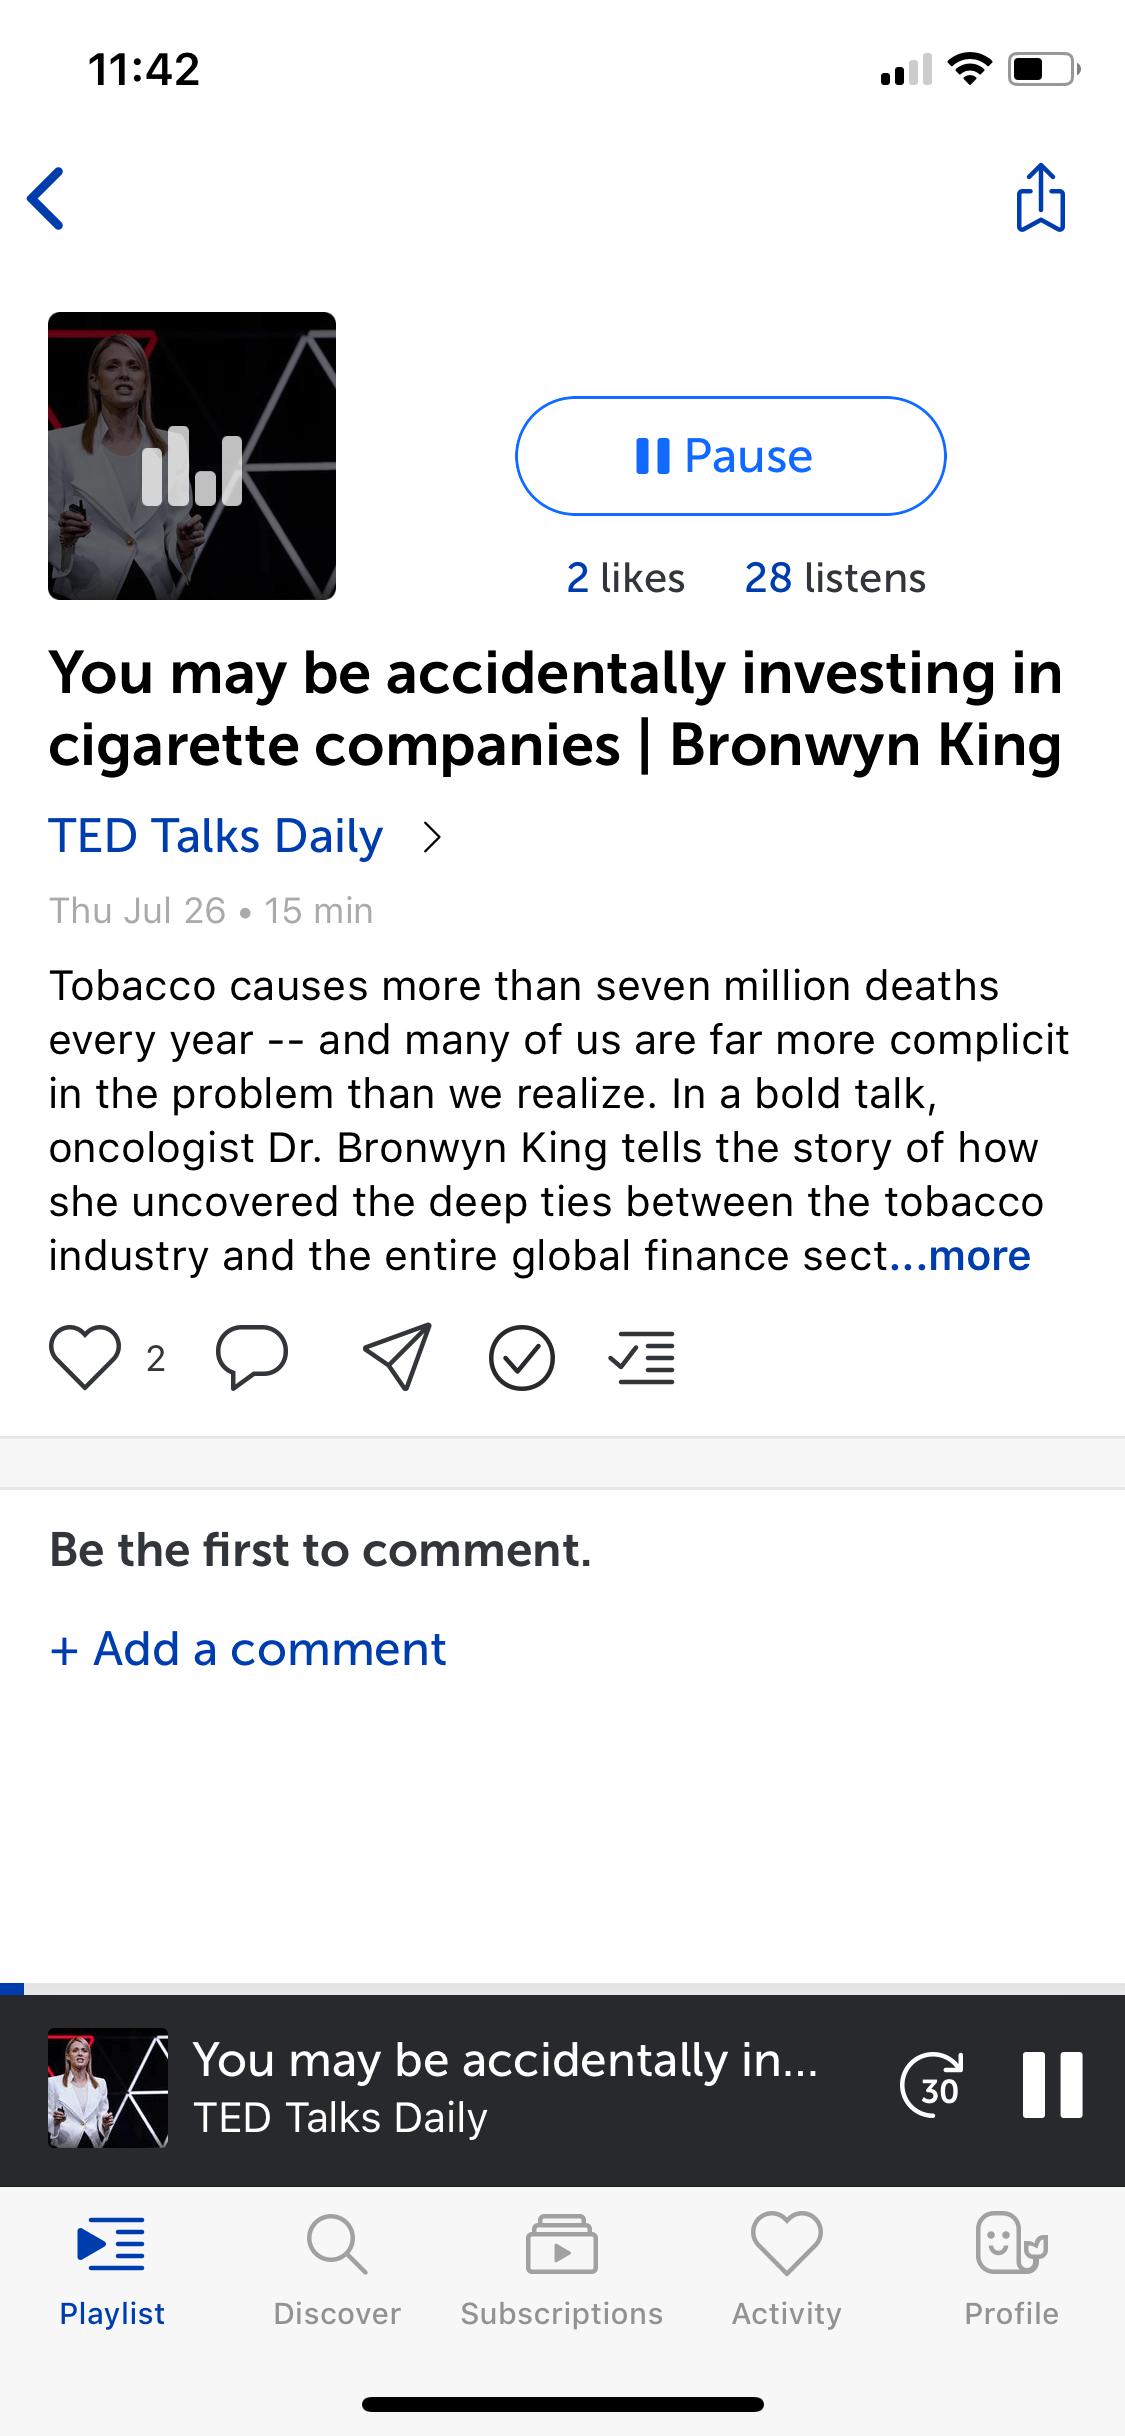 11:42
Pause
2 likes 28 listens
You may be accidentally investing in
cigarette companies | Bronwyn King
TED Talks Daily
Thu Jul 26 • 15 min
Tobacco causes more than seven million deaths
every year -- and many of us are far more complicit
in the problem than we realize. In a bold talk,
oncologist Dr. Bronwyn King tells the story of how
she uncovered the deep ties between the tobacco
industry and the entire global finance sect...more
2
Be the first to comment.
+ Add a comment
You may be accidentally in...
30
TED Talks Daily
Playlist Discover Subscriptions Activity Profile